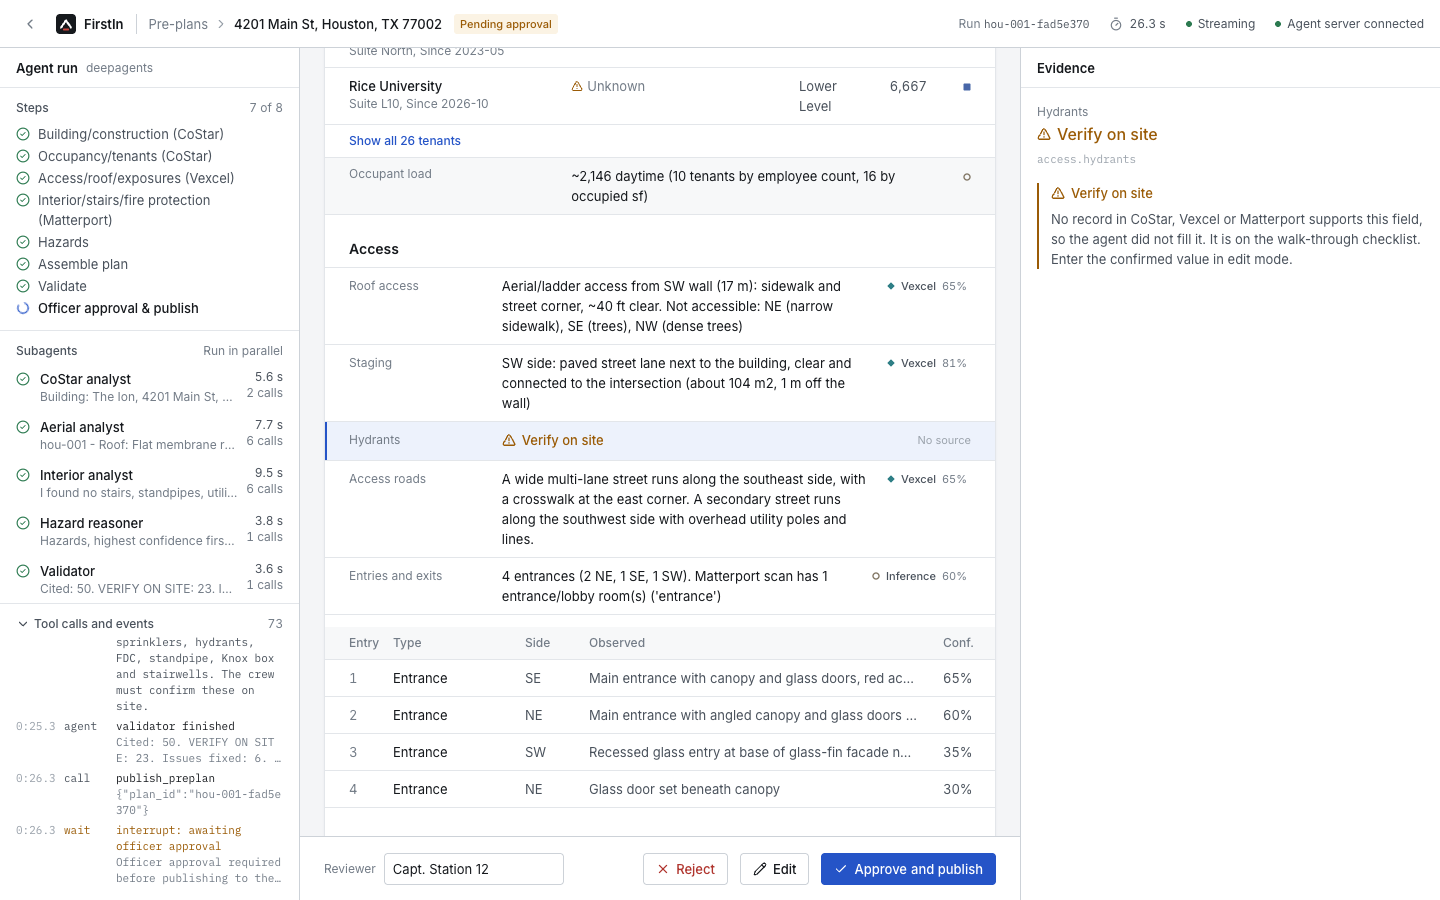 FirstIn
Pre-plans
4201 Main St, Houston, TX 77002
Pending approval
Run hou-001-fad5e370
26.3 s
Streaming
Agent server connected
Agent run deepagents
Steps 7 of 8
Building/construction (CoStar)
Occupancy/tenants (CoStar)
Access/roof/exposures (Vexcel)
Interior/stairs/fire protection
(Matterport)
Hazards
Assemble plan
Validate
Officer approval & publish
Subagents Run in parallel
CoStar analyst 5.6 s
Building: The Ion, 4201 Main St, ... 2 calls
Aerial analyst 7.7 s
hou-001 - Roof: Flat membrane r... 6 calls
Interior analyst 9.5 s
I found no stairs, standpipes, utili... 6 calls
Hazard reasoner 3.8 s
Hazards, highest confidence firs... 1 calls
Validator 3.6 s
Cited: 50. VERIFY ON SITE: 23. I... 1 calls
Tool calls and events 73
sprinklers, hydrants,
FDC, standpipe, Knox box
and stairwells. The crew
must confirm these on
site.
0:25.3 agent validator finished
Cited: 50. VERIFY ON SIT
E: 23. Issues fixed: 6. …
0:26.3 call publish_preplan
{"plan_id":"hou-001-fad5e
370"}
0:26.3 wait interrupt: awaiting
officer approval
Officer approval required
before publishing to the…
Suite North, Since 2023-05
Rice University Unknown Lower 6,667
Suite L10, Since 2026-10 Level
Show all 26 tenants
Occupant load ~2,146 daytime (10 tenants by employee count, 16 by
occupied sf)
Access
Roof access Aerial/ladder access from SW wall (17 m): sidewalk and Vexcel 65%
street corner, ~40 ft clear. Not accessible: NE (narrow
sidewalk), SE (trees), NW (dense trees)
Staging SW side: paved street lane next to the building, clear and Vexcel 81%
connected to the intersection (about 104 m2, 1 m off the
wall)
Hydrants Verify on site No source
Access roads A wide multi-lane street runs along the southeast side, with Vexcel 65%
a crosswalk at the east corner. A secondary street runs
along the southwest side with overhead utility poles and
lines.
Entries and exits 4 entrances (2 NE, 1 SE, 1 SW). Matterport scan has 1 Inference 60%
entrance/lobby room(s) ('entrance')
Entry Type Side Observed Conf.
1 Entrance SE Main entrance with canopy and glass doors, red ac... 65%
2 Entrance NE Main entrance with angled canopy and glass doors ... 60%
3 Entrance SW Recessed glass entry at base of glass-fin facade n... 35%
4 Entrance NE Glass door set beneath canopy 30%
Reviewer Capt. Station 12
Reject
Edit
Approve and publish
Evidence
Hydrants
Verify on site
access.hydrants
Verify on site
No record in CoStar, Vexcel or Matterport supports this field,
so the agent did not fill it. It is on the walk-through checklist.
Enter the confirmed value in edit mode.